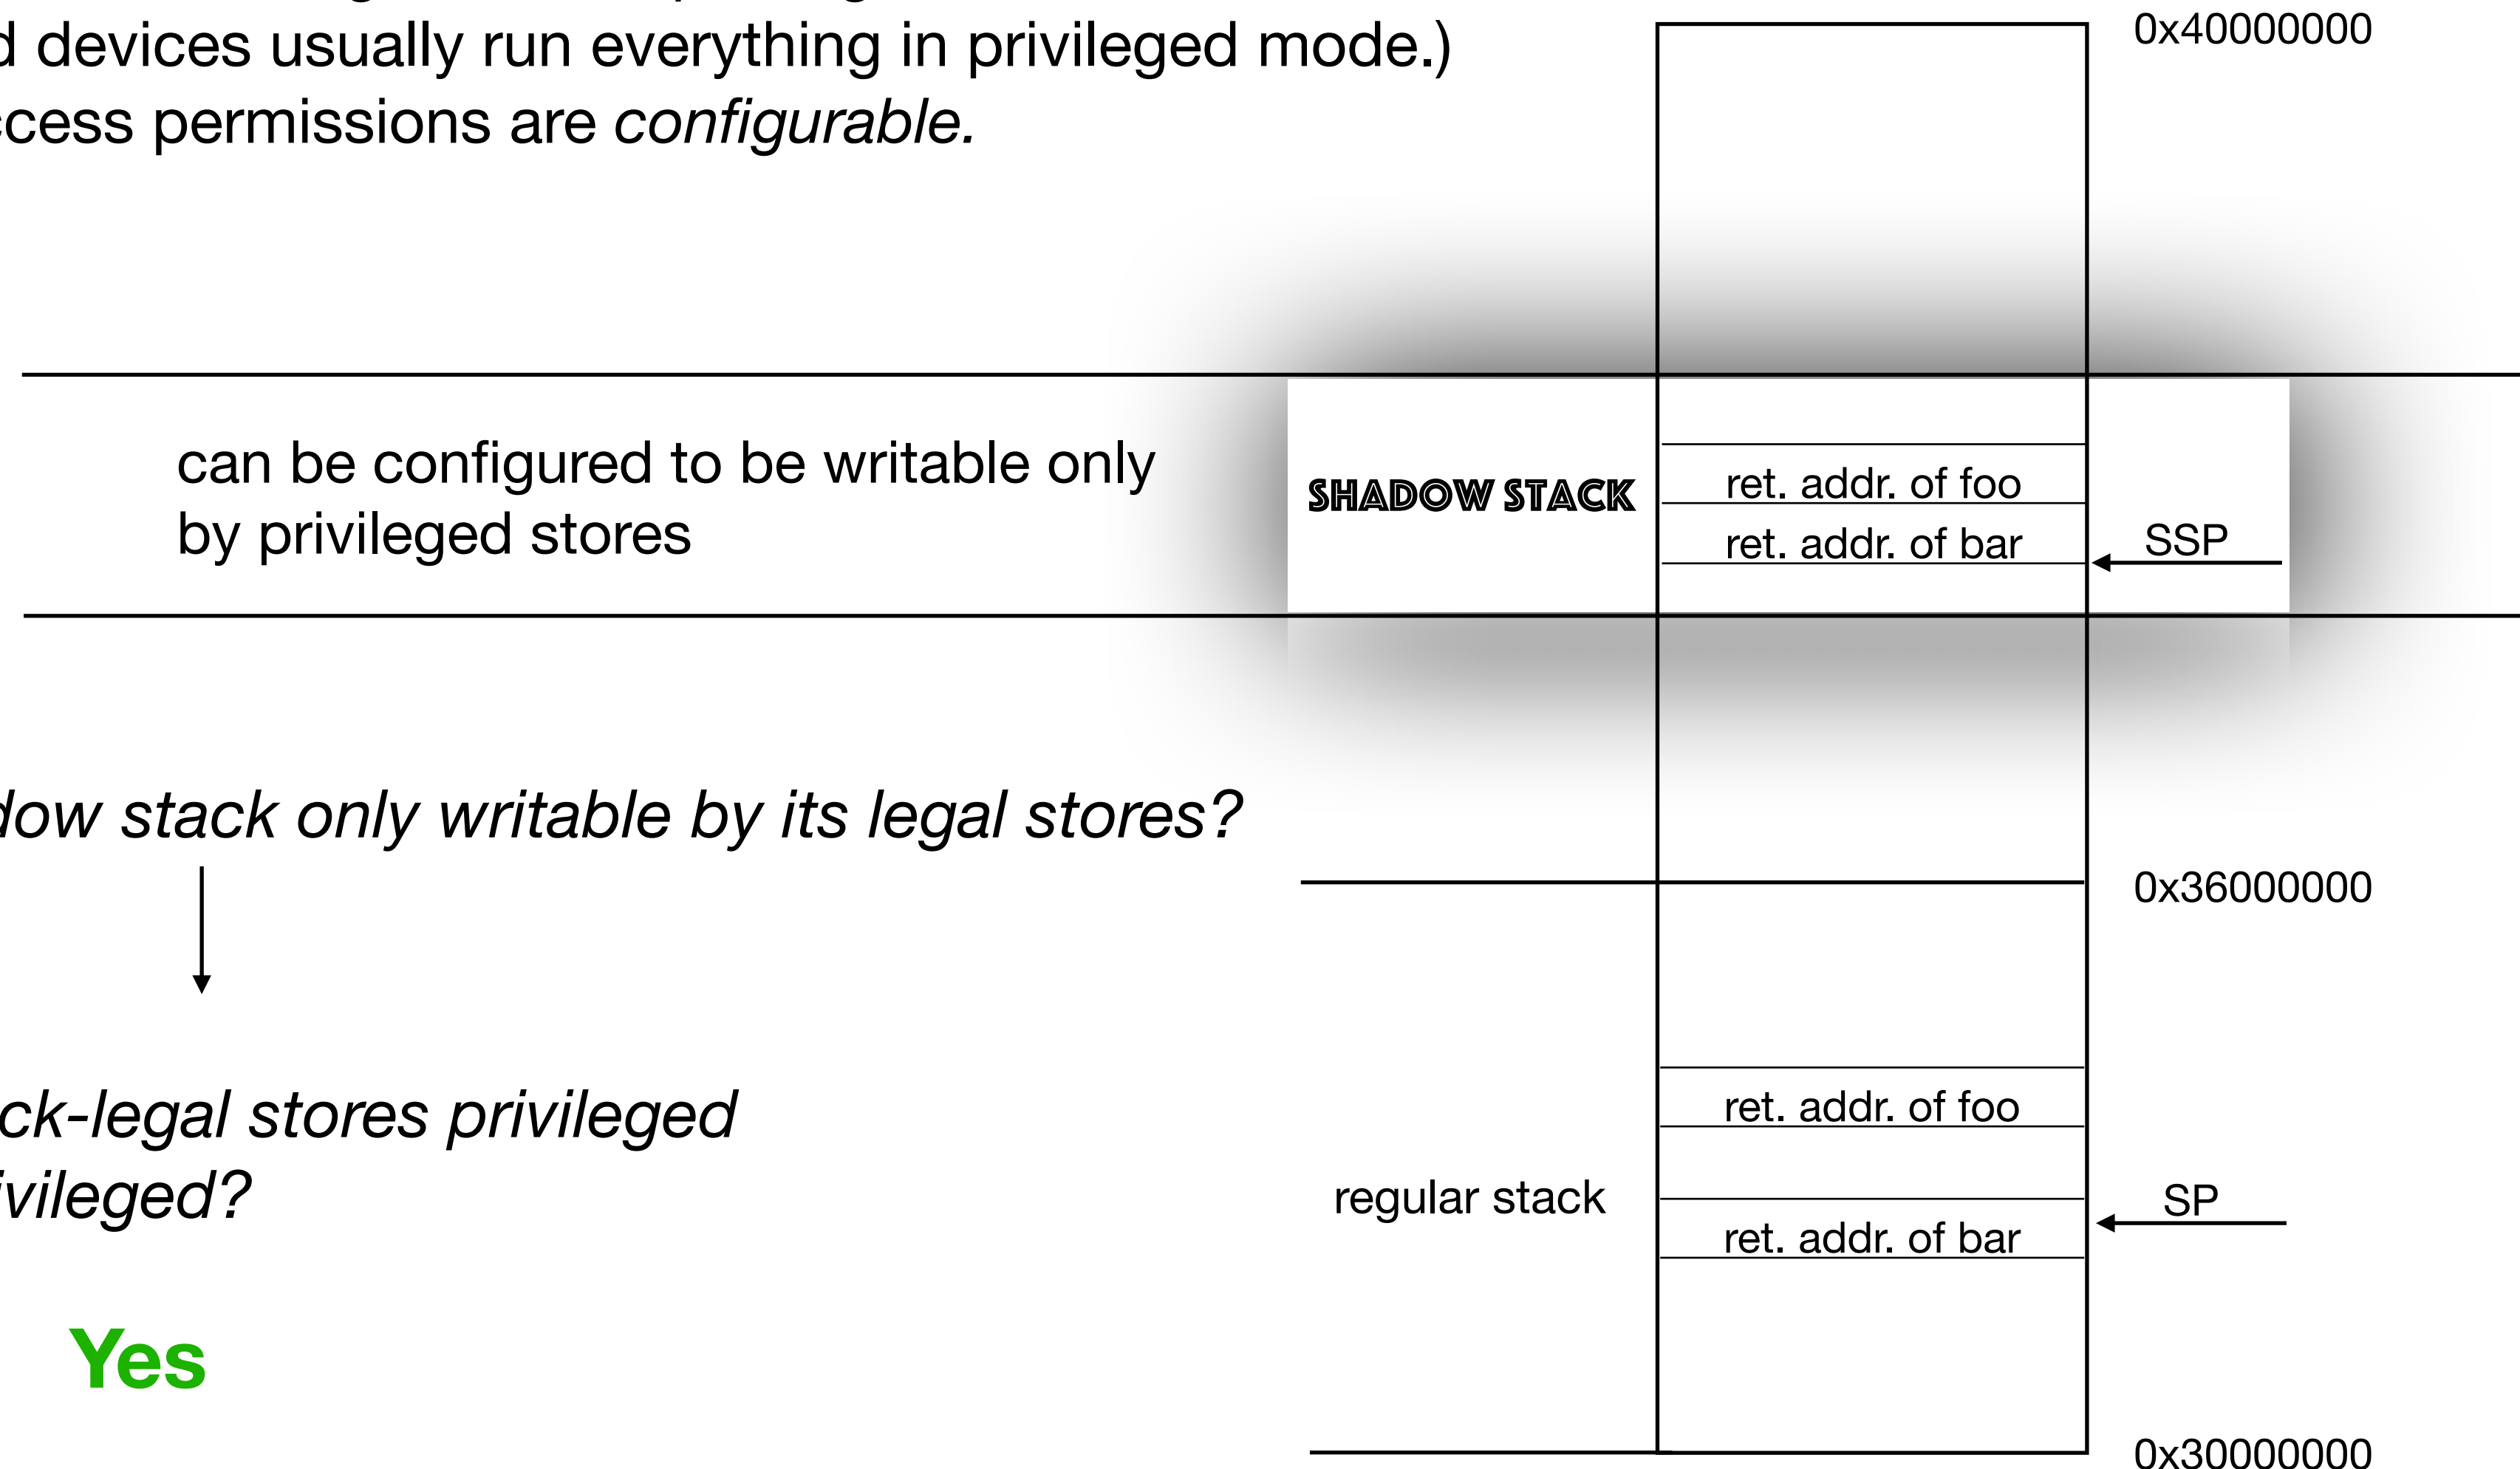 d devices usually run everything in privileged mode.)
ccess permissions are configurable.
can be configured to be writable only
by privileged stores
dow stack only writable by its legal stores?
ck-legal stores privileged
ivileged?
Yes
0x40000000
SHADOW STACK
ret. addr. of foo
ret. addr. of bar
SSP
0x36000000
regular stack
ret. addr. of foo
ret. addr. of bar
SP
0x30000000